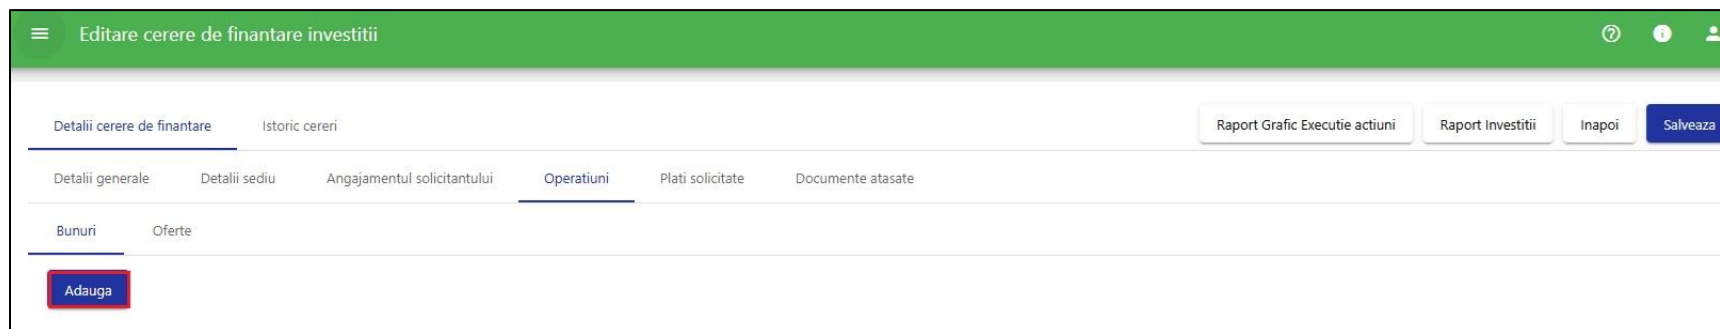 Editare cerere de finantare investitii
Detalii cerere de finantare Istoric cereri Raport Grafic Executie actiuni Raport Investitii Inapoi Salveaza
Detalii generale Detalii sediu Angajamentul solicitantului Operatiuni Plati solicitate Documente atasate
Bunuri Oferte
Adauga